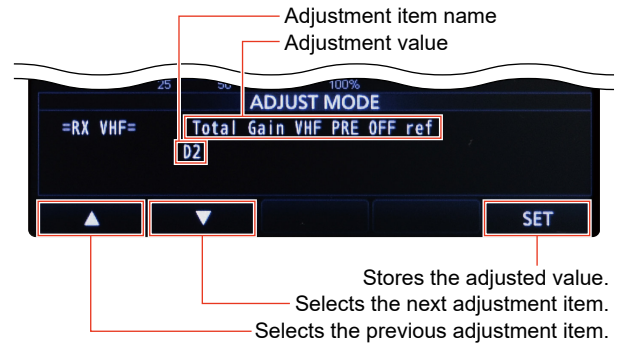 Adjustment item name
Adjustment value
25 50 100%
ADJUST MODE
=RX VHF= Total Gain VHF PRE OFF ref
D2
▲ ▼ SET
Stores the adjusted value.
Selects the next adjustment item.
Selects the previous adjustment item.